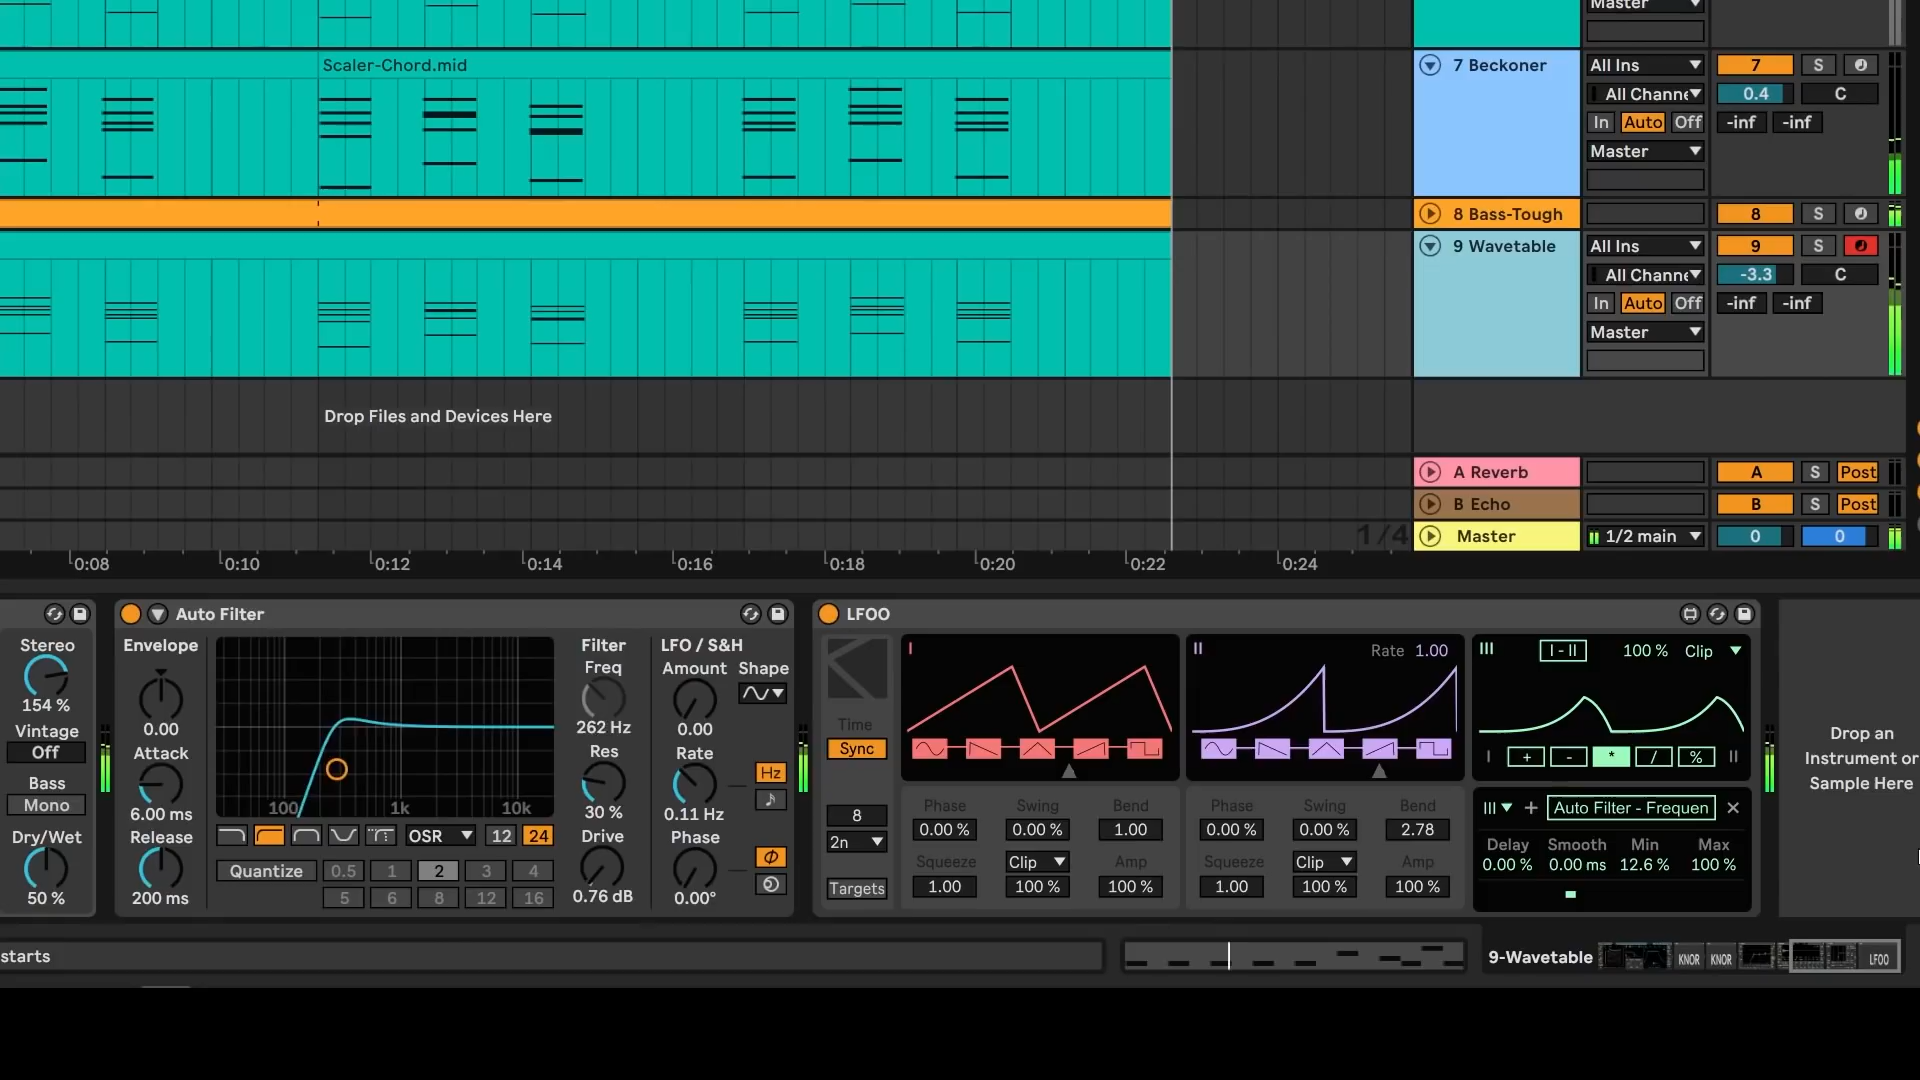 Master
Scaler-Chord.mid
7 Beckoner
All Ins
7
S
All Channe
0.4
C
In Auto Off
-inf -inf
Master
8 Bass-Tough
8
S
9 Wavetable
All Ins
9
S
All Channe
-3.3
C
In Auto Off
-inf -inf
Master
Drop Files and Devices Here
A Reverb
A
S
Post
B Echo
B
S
Post
1/4
Master
1/2 main
0
0
0:08 0:10 0:12 0:14 0:16 0:18 0:20 0:22 0:24
Stereo
154 %
Vintage
Off
Bass
Mono
Dry/Wet
50 %
Auto Filter
Envelope
0.00
Attack
6.00 ms
Release
200 ms
100 1k 10k
OSR
12 24
Quantize
0.5 1 2 3 4
5 6 8 12 16
Filter
Freq
262 Hz
Res
30 %
Drive
0.76 dB
LFO / S&H
Amount Shape
0.00
Rate
Hz
0.11 Hz
Phase
0.00°
LFOO
Time
Sync
8
2n
Targets
I
Phase Swing Bend
0.00 % 0.00 % 1.00
Squeeze Clip Amp
1.00 100 % 100 %
II Rate 1.00
Phase Swing Bend
0.00 % 0.00 % 2.78
Squeeze Clip Amp
1.00 100 % 100 %
III I - II 100 % Clip
I + - * / % II
III + Auto Filter - Frequen
Delay Smooth Min Max
0.00 % 0.00 ms 12.6 % 100 %
Drop an
Instrument or
Sample Here
starts
9-Wavetable
KNOR KNOR LFOO